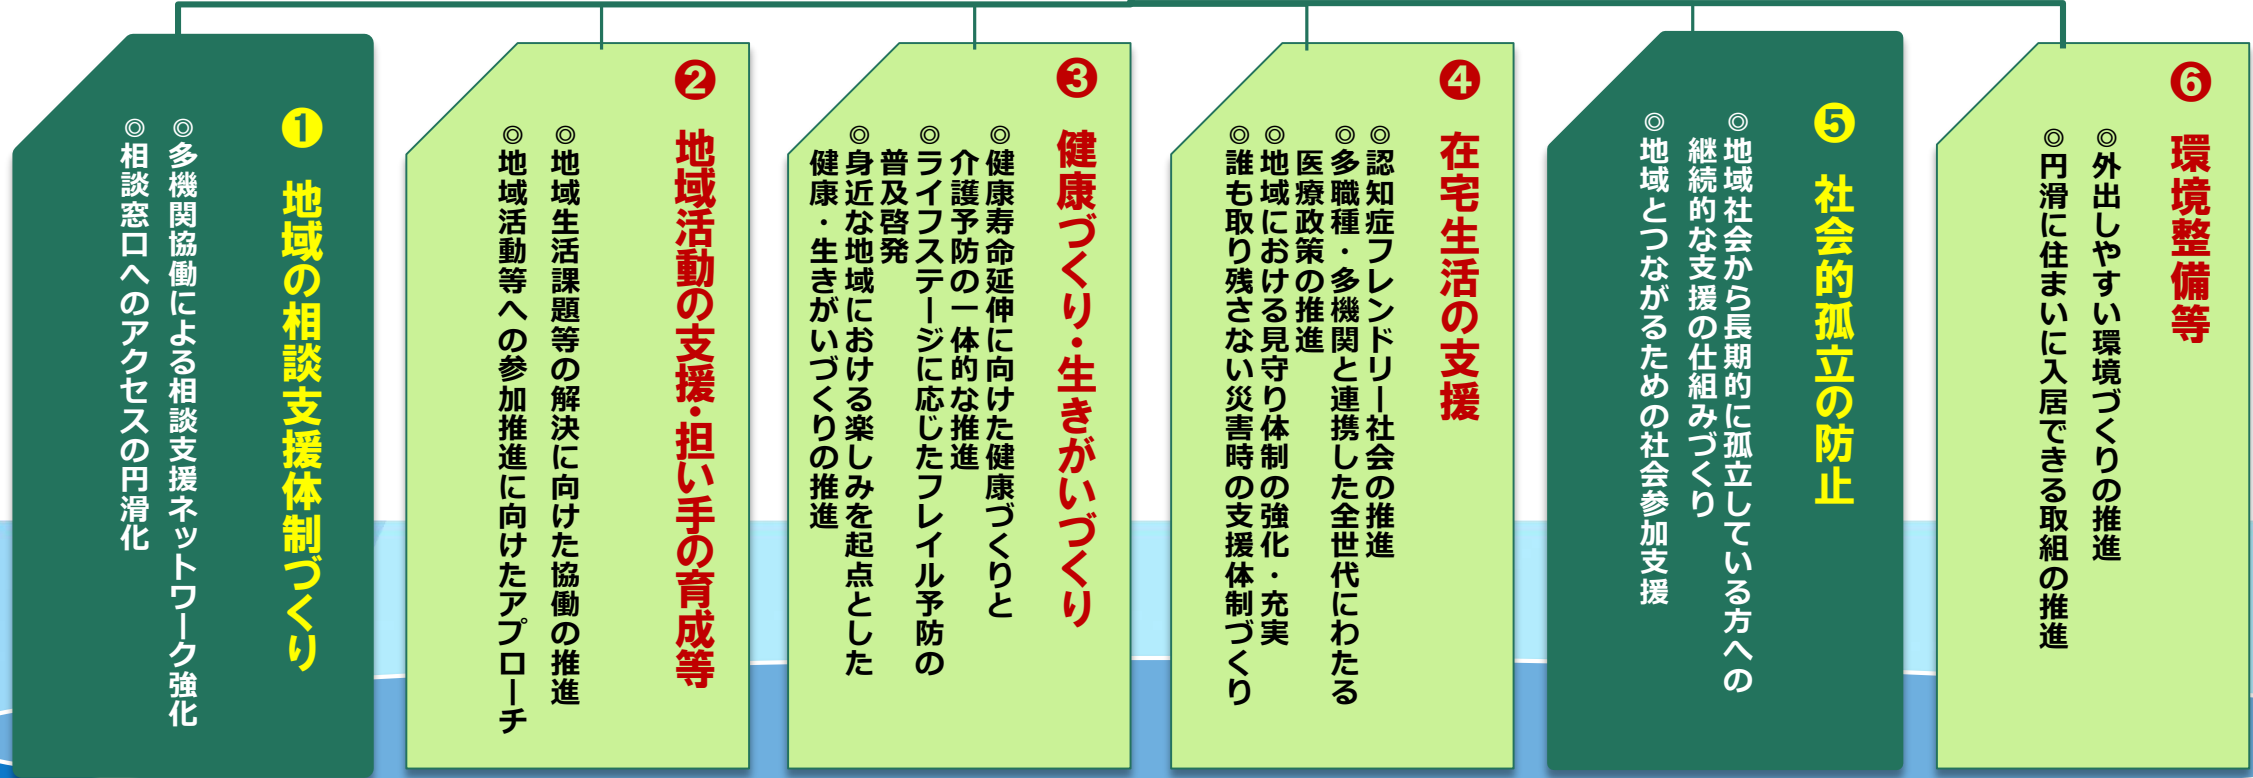 ❶ 地域の相談支援体制づくり
◎多機関協働による相談支援ネットワーク強化
◎相談窓口へのアクセスの円滑化
❷ 地域活動の支援・担い手の育成等
◎地域生活課題等の解決に向けた協働の推進
◎地域活動等への参加推進に向けたアプローチ
❸ 健康づくり・生きがいづくり
◎健康寿命延伸に向けた健康づくりと
介護予防の一体的な推進
◎ライフステージに応じたフレイル予防の
普及啓発
◎身近な地域における楽しみを起点とした
健康・生きがいづくりの推進
❹ 在宅生活の支援
◎認知症フレンドリー社会の推進
◎多職種・多機関と連携した全世代にわたる
医療政策の推進
◎地域における見守り体制の強化・充実
◎誰も取り残さない災害時の支援体制づくり
❺ 社会的孤立の防止
◎地域社会から長期的に孤立している方への
継続的な支援の仕組みづくり
◎地域とつながるための社会参加支援
❻ 環境整備等
◎外出しやすい環境づくりの推進
◎円滑に住まいに入居できる取組の推進